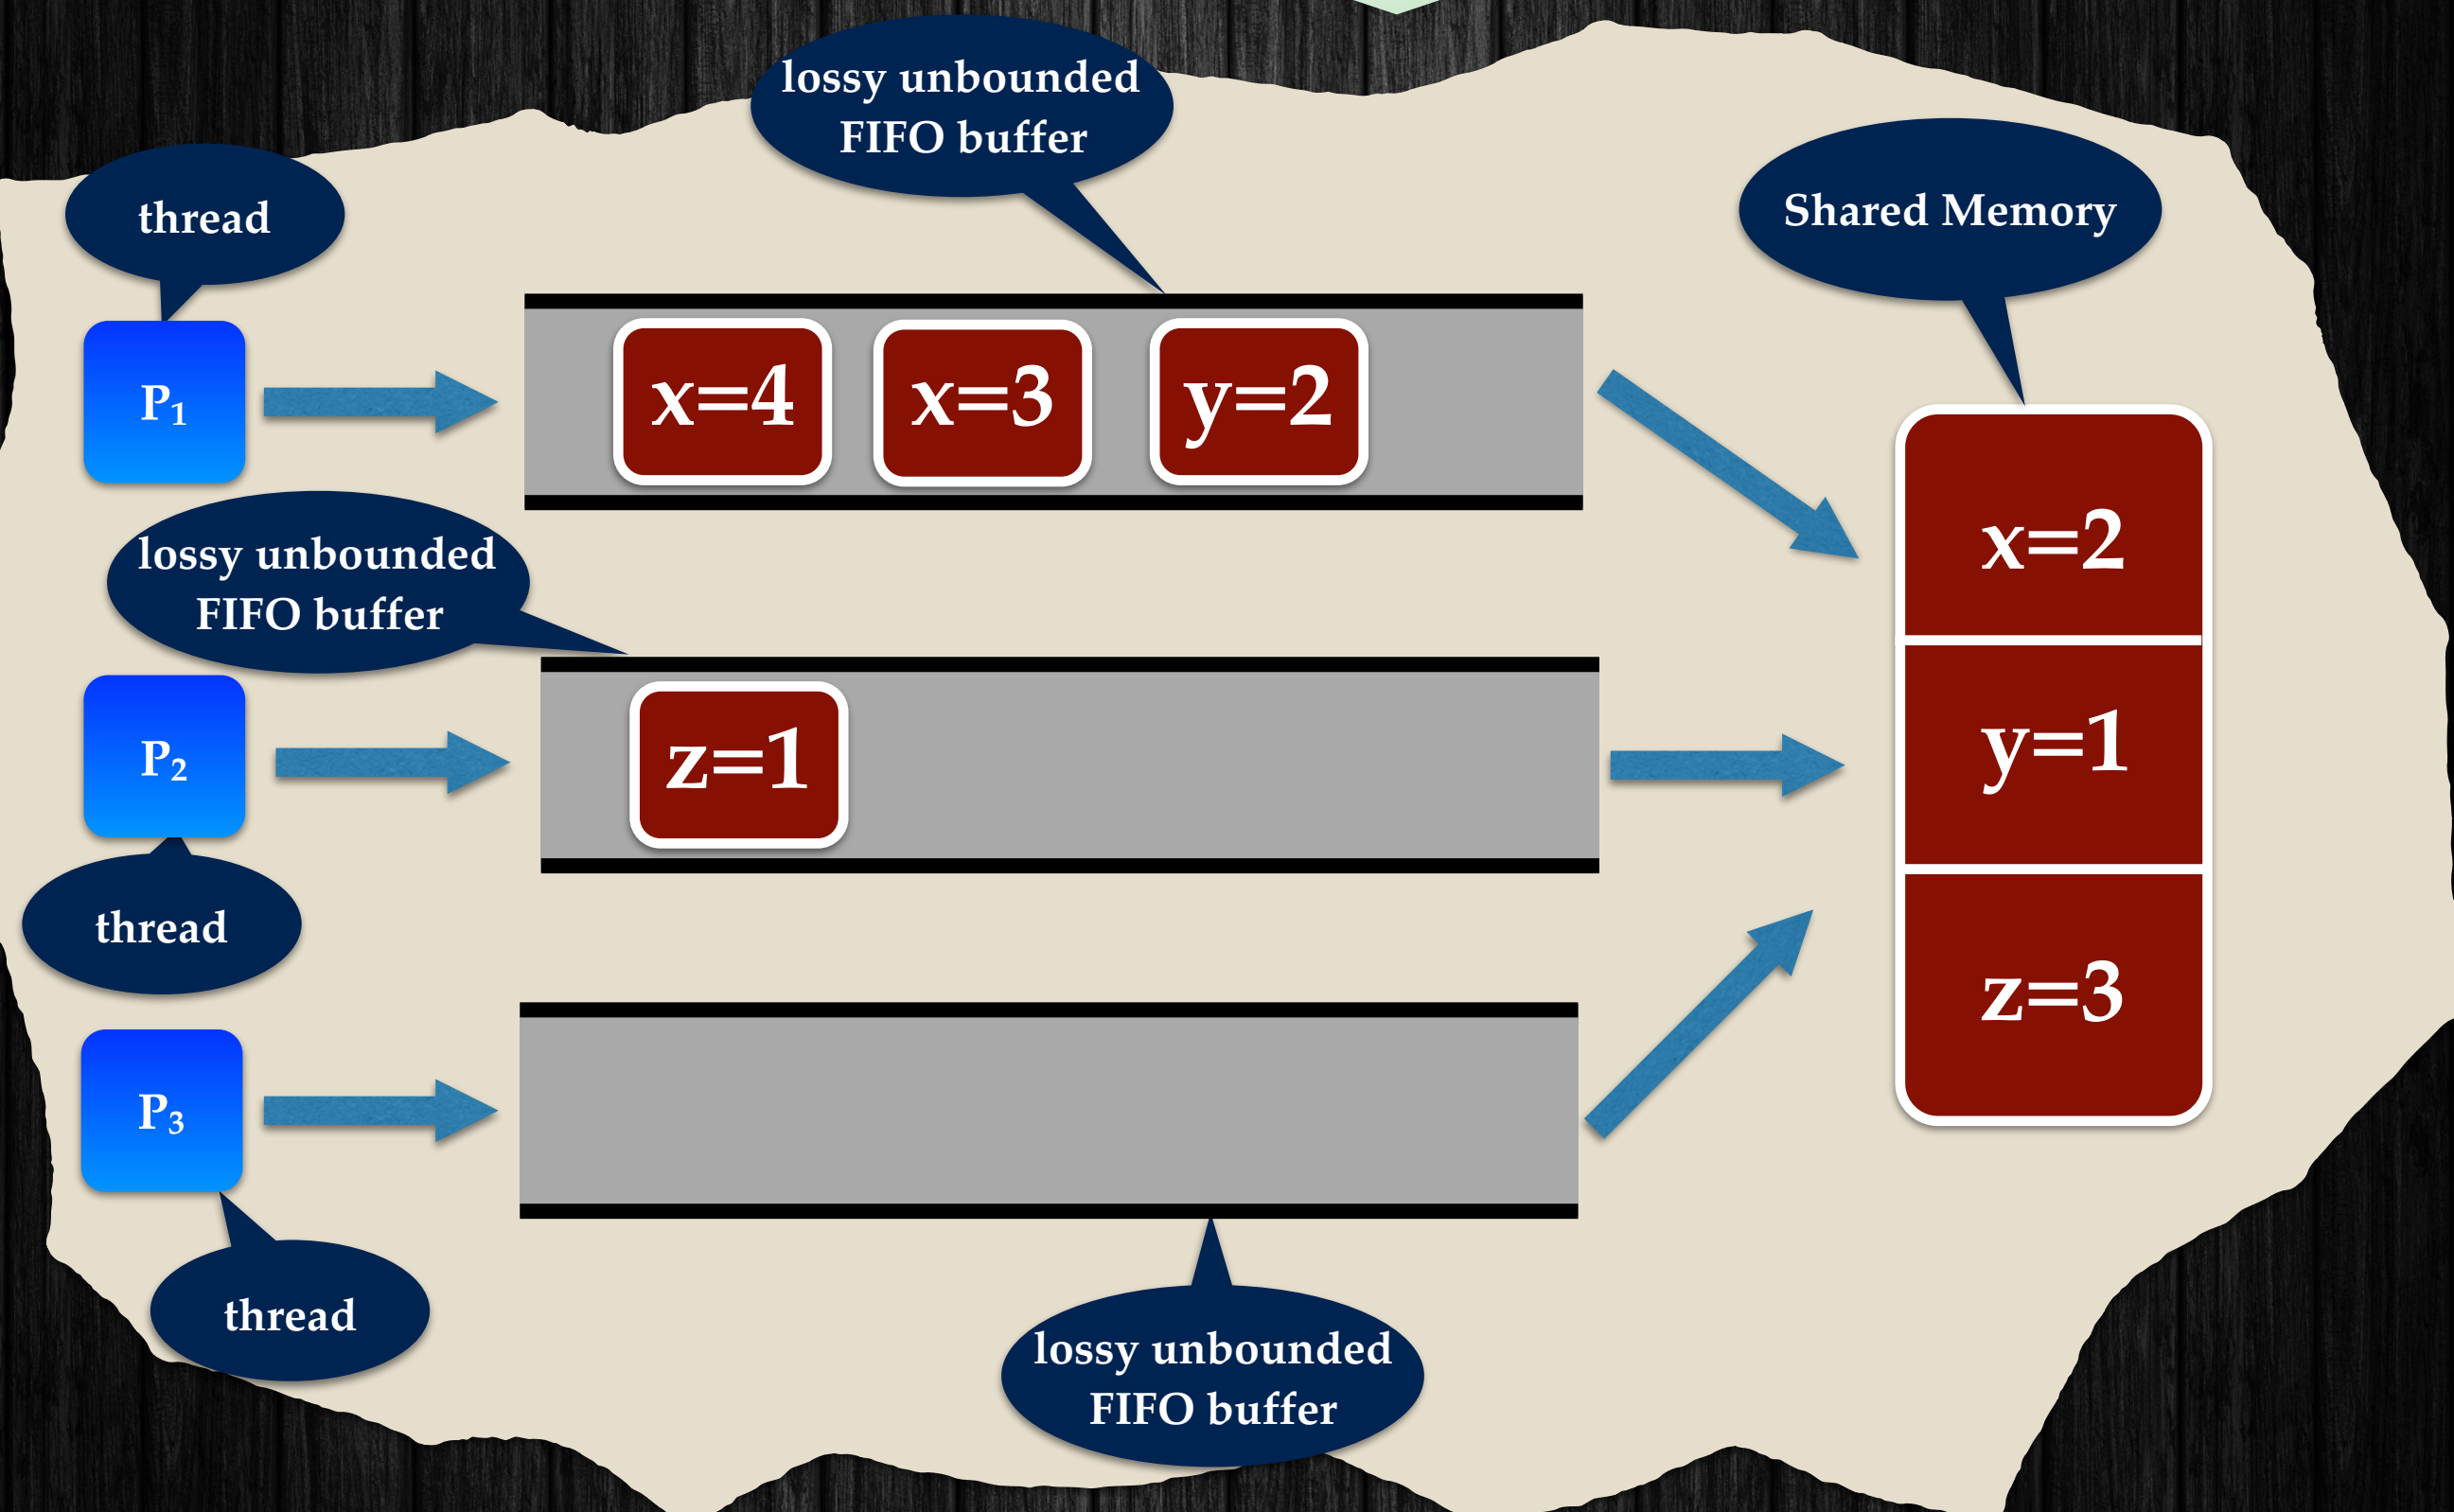 lossy unbounded
FIFO buffer
thread
Shared Memory
P₁
x=4
x=3
y=2
x=2
lossy unbounded
FIFO buffer
P₂
z=1
y=1
thread
z=3
P₃
thread
lossy unbounded
FIFO buffer